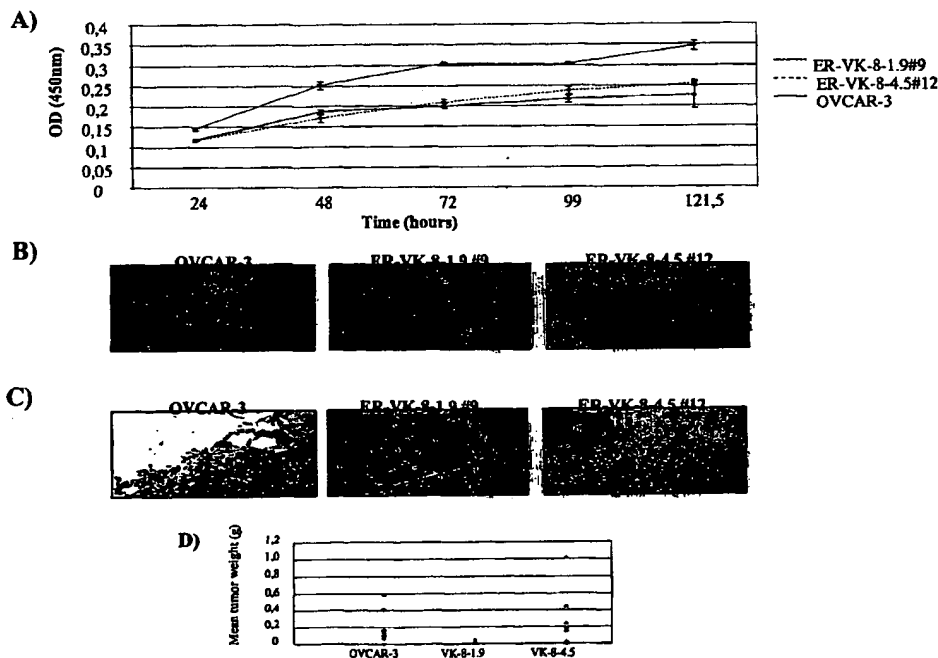 A)
OD (450nm)
0,4
0,35
0,3
0,25
0,2
0,15
0,1
0,05
0
24 48 72 99 121,5
Time (hours)
ER-VK-8-1.9#9
ER-VK-8-4.5#12
OVCAR-3
B)
OVCAR-3 ER-VK-8-1.9#9 ER-VK-8-4.5#12
C)
OVCAR-3 ER-VK-8-1.9#9 ER-VK-8-4.5#12
D)
Mean tumor weight (g)
1,2
1,0
0,8
0,6
0,4
0,2
0
OVCAR-3 VK-8-1.9 VK-8-4.5